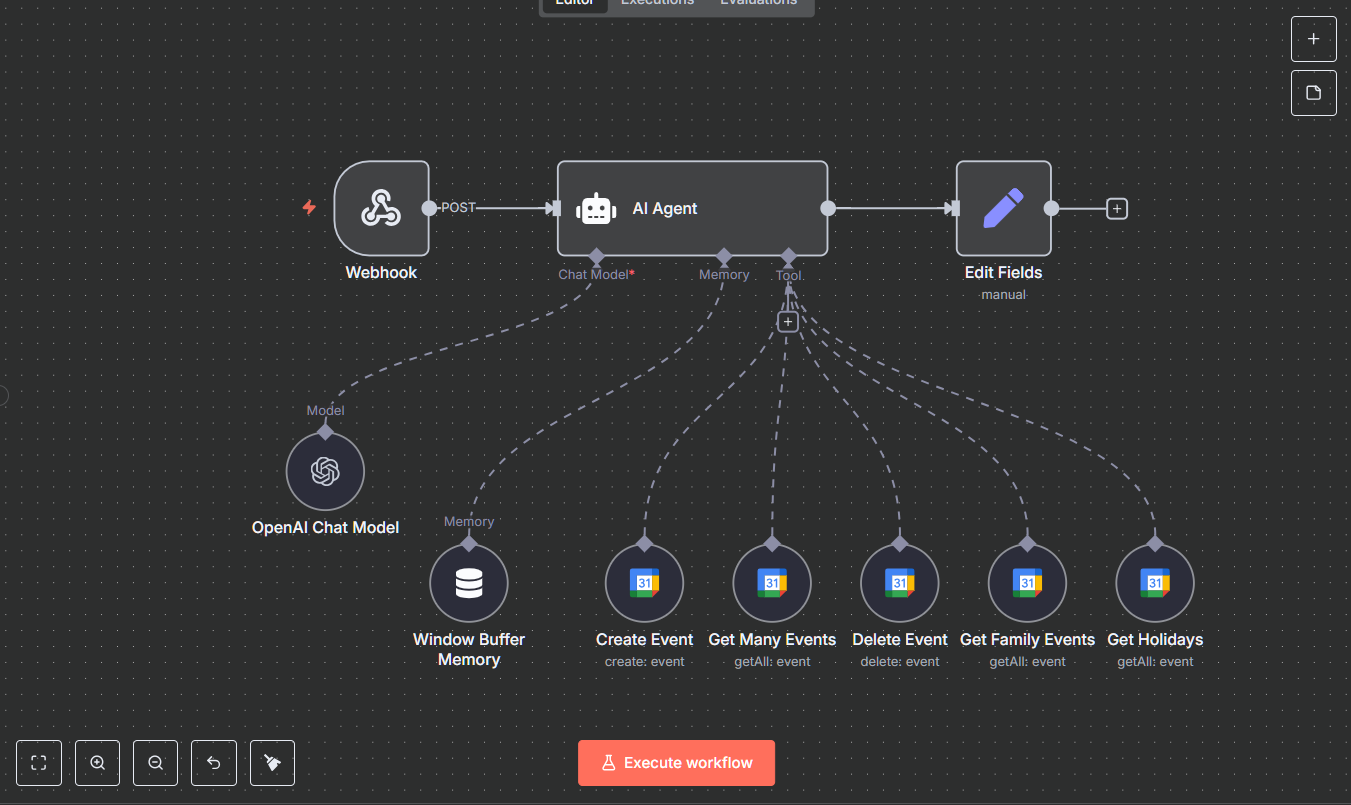 Editor Executions Evaluations
POST
AI Agent
Webhook
Chat Model*
Memory
Tool
Edit Fields
manual
Model
OpenAI Chat Model
Memory
Window Buffer
Memory
31
31
31
31
31
Create Event
create: event
Get Many Events
getAll: event
Delete Event
delete: event
Get Family Events
getAll: event
Get Holidays
getAll: event
Execute workflow